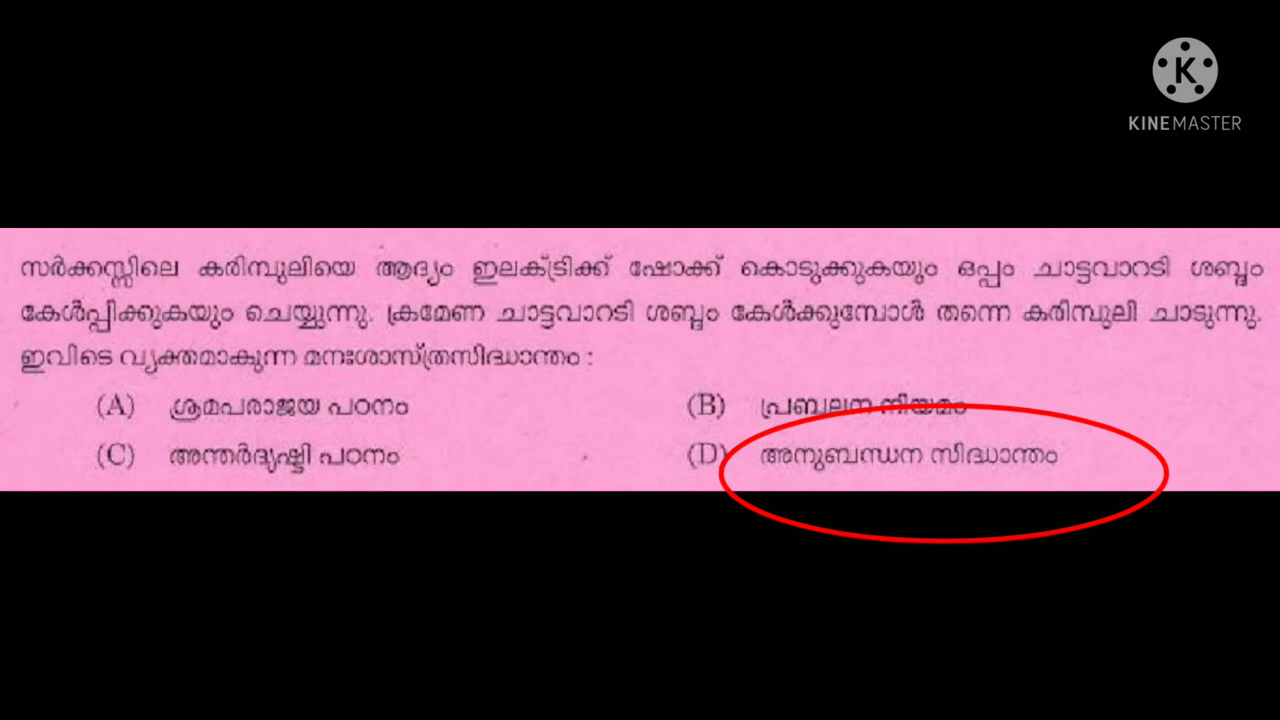 K
KINEMASTER
സർക്കസ്സിലെ കരിമ്പുലിയെ ആദ്യം ഇലക്ട്രിക്ക് ഷോക്ക് കൊടുക്കുകയും ഒപ്പം ചാട്ടവാറടി ശബ്ദം
കേൾപ്പിക്കുകയും ചെയ്യുന്നു. ക്രമേണ ചാട്ടവാറടി ശബ്ദം കേൾക്കുമ്പോൾ തന്നെ കരിമ്പുലി ചാടുന്നു.
ഇവിടെ വ്യക്തമാകുന്ന മനഃശാസ്ത്രസിദ്ധാന്തം :
(A) ശ്രമപരാജയ പഠനം (B) പ്രബലന നിയമം
(C) അന്തർദൃഷ്ടി പഠനം (D) അനുബന്ധന സിദ്ധാന്തം